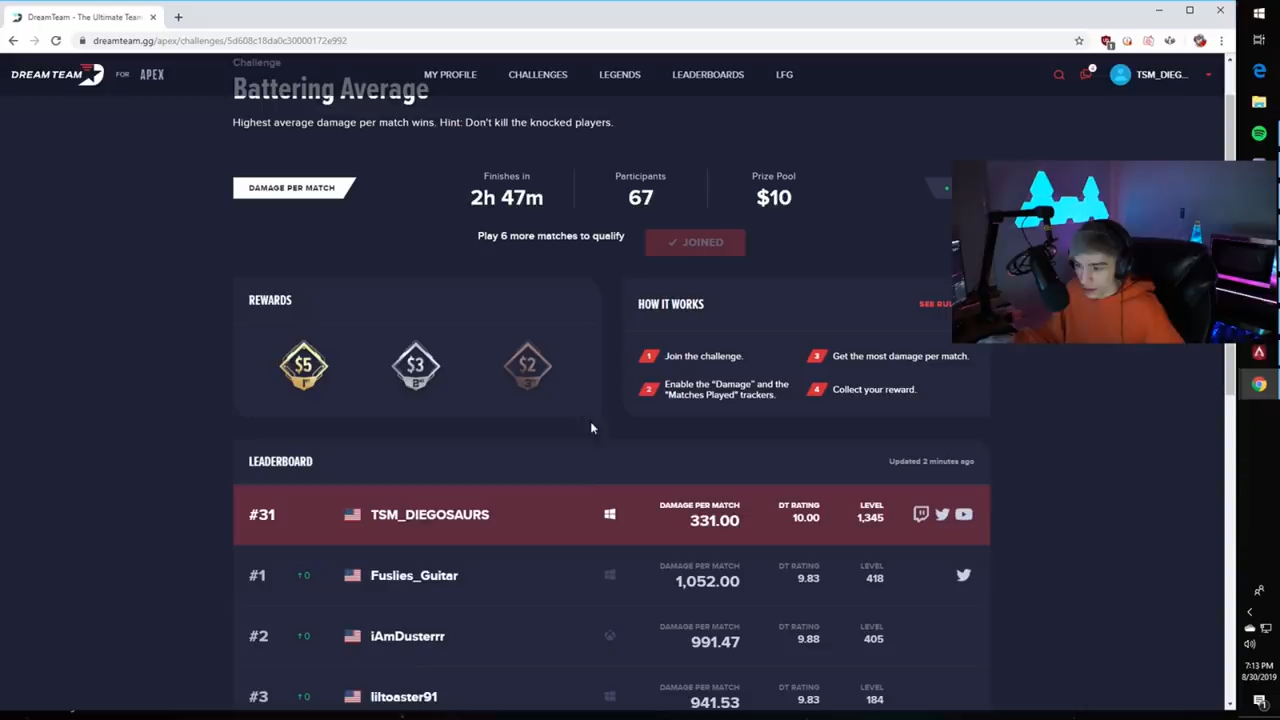 DreamTeam - The Ultimate Team
dreamteam.gg/apex/challenges/5d608c18da0c30000172e992
DREAM TEAM FOR APEX
MY PROFILE CHALLENGES LEGENDS LEADERBOARDS LFG
TSM_DIEG...
Challenge
Battering Average
Highest average damage per match wins. Hint: Don't kill the knocked players.
DAMAGE PER MATCH
Finishes in Participants Prize Pool
2h 47m 67 $10
Play 6 more matches to qualify ✓ JOINED
REWARDS
$5 $3 $2
HOW IT WORKS SEE RU
1 Join the challenge.
2 Enable the "Damage" and the
"Matches Played" trackers.
3 Get the most damage per match.
4 Collect your reward.
LEADERBOARD Updated 2 minutes ago
DAMAGE PER MATCH DT RATING LEVEL
#31 TSM_DIEGOSAURS 331.00 10.00 1,345
DAMAGE PER MATCH DT RATING LEVEL
#1 ↑0 Fuslies_Guitar 1,052.00 9.83 418
DAMAGE PER MATCH DT RATING LEVEL
#2 ↑0 iAmDusterrr 991.47 9.88 405
DAMAGE PER MATCH DT RATING LEVEL
#3 ↑0 liltoaster91 941.53 9.83 184
7:13 PM
8/30/2019